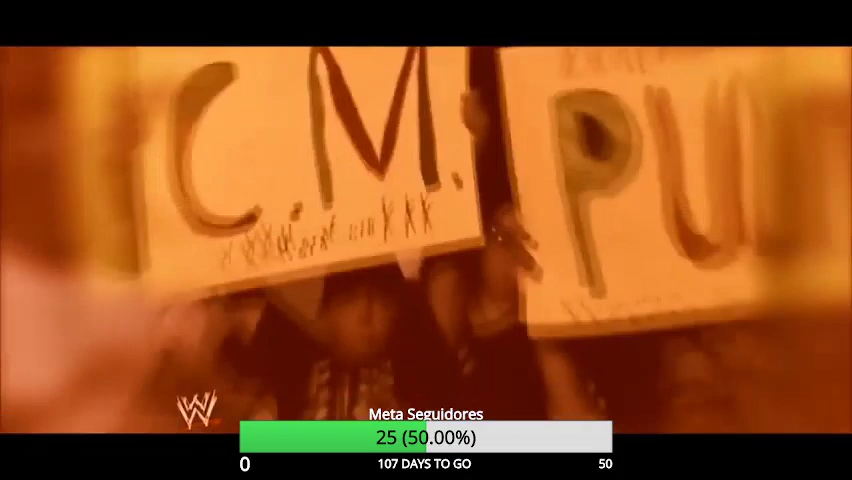 C.M.
PU
W
Meta Seguidores
25 (50.00%)
0
107 DAYS TO GO
50